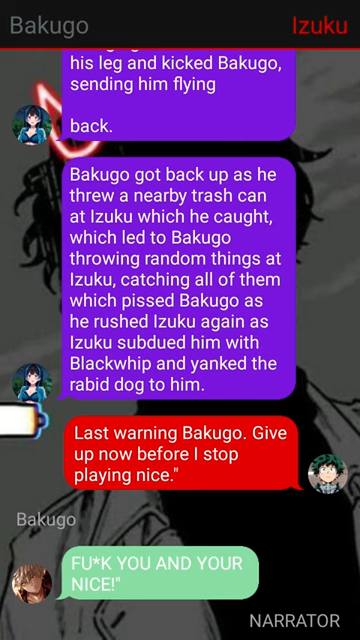 Bakugo Izuku
his leg and kicked Bakugo,
sending him flying
back.
Bakugo got back up as he
threw a nearby trash can
at Izuku which he caught,
which led to Bakugo
throwing random things at
Izuku, catching all of them
which pissed Bakugo as
he rushed Izuku again as
Izuku subdued him with
Blackwhip and yanked the
rabid dog to him.
Last warning Bakugo. Give
up now before I stop
playing nice."
Bakugo
FU*K YOU AND YOUR
NICE!"
NARRATOR